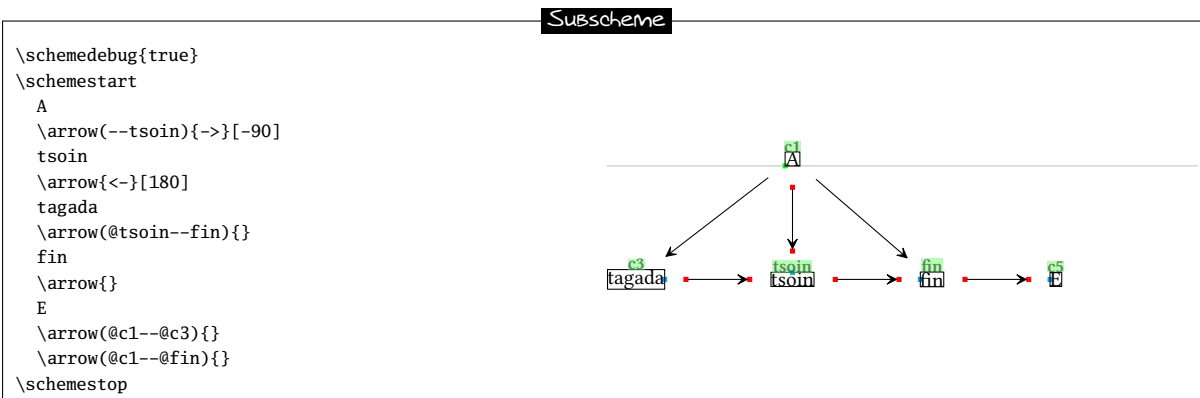 Subscheme
\schemedebug{true}
\schemestart
A
\arrow(--tsoin){->}[-90]
tsoin
\arrow{<-}[180]
tagada
\arrow(@tsoin--fin){}
fin
\arrow{}
E
\arrow(@c1--@c3){}
\arrow(@c1--@fin){}
\schemestop
c1
A
c3 tsoin fin c5
tagada tsoin fin E